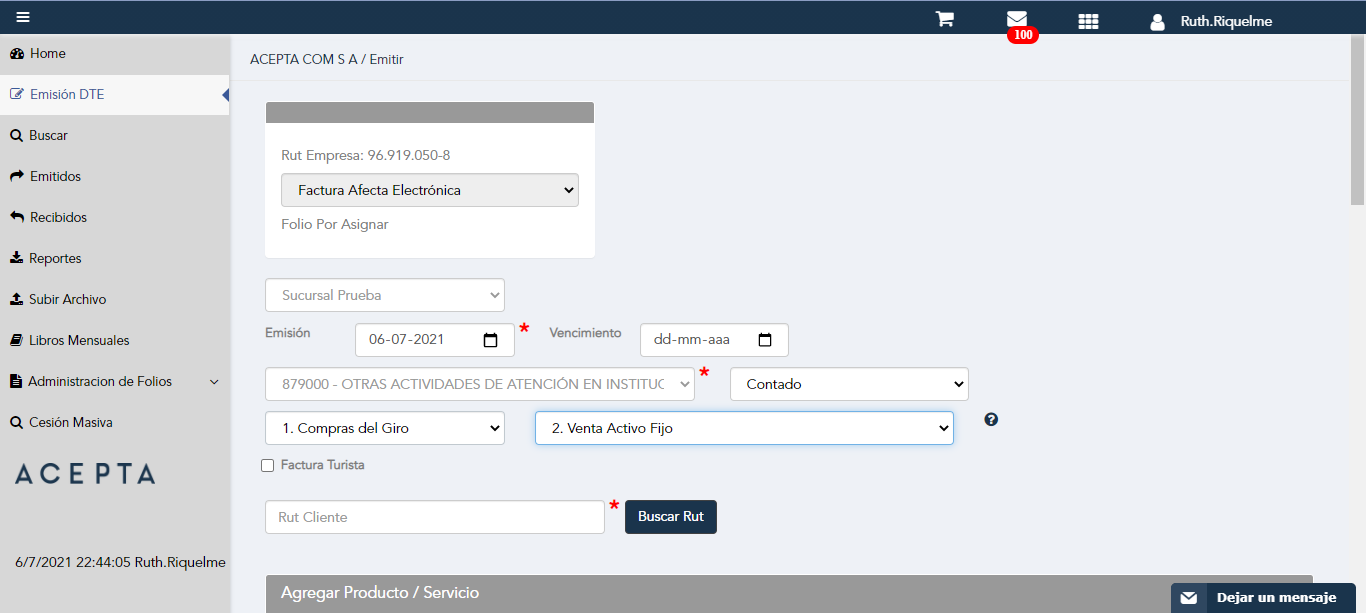 100
Ruth.Riquelme
Home
Emisión DTE
Buscar
Emitidos
Recibidos
Reportes
Subir Archivo
Libros Mensuales
Administracion de Folios
Cesión Masiva
ACEPTA
6/7/2021 22:44:05 Ruth.Riquelme
ACEPTA COM S A / Emitir
Rut Empresa: 96.919.050-8
Factura Afecta Electrónica
Folio Por Asignar
Sucursal Prueba
Emisión 06-07-2021 * Vencimiento dd-mm-aaa
879000 - OTRAS ACTIVIDADES DE ATENCIÓN EN INSTITUC * Contado
1. Compras del Giro 2. Venta Activo Fijo ?
Factura Turista
Rut Cliente * Buscar Rut
Agregar Producto / Servicio
Dejar un mensaje